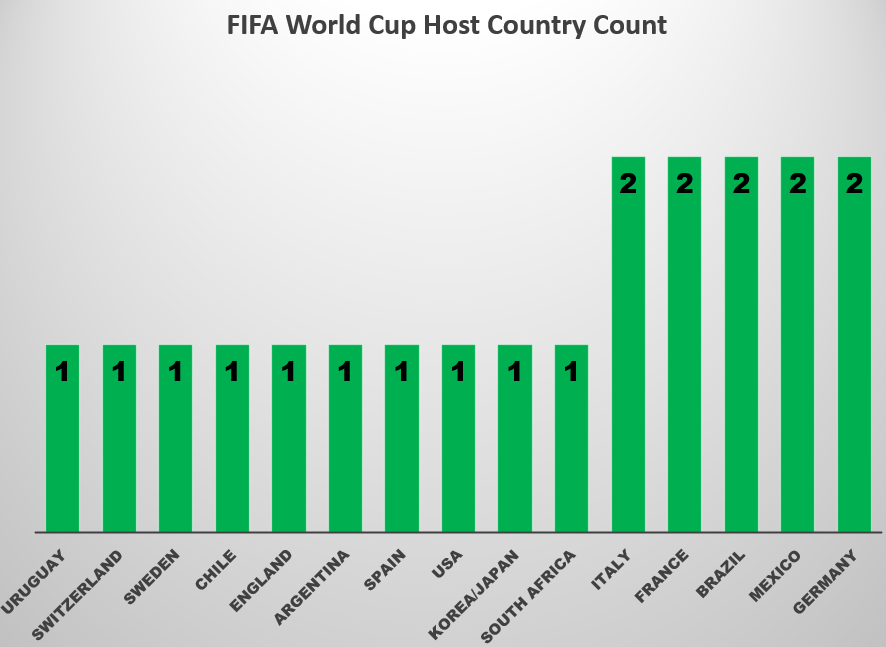 FIFA World Cup Host Country Count
1
1
1
1
1
1
1
1
1
1
2
2
2
2
2
URUGUAY
SWITZERLAND
SWEDEN
CHILE
ENGLAND
ARGENTINA
SPAIN
USA
KOREA/JAPAN
SOUTH AFRICA
ITALY
FRANCE
BRAZIL
MEXICO
GERMANY